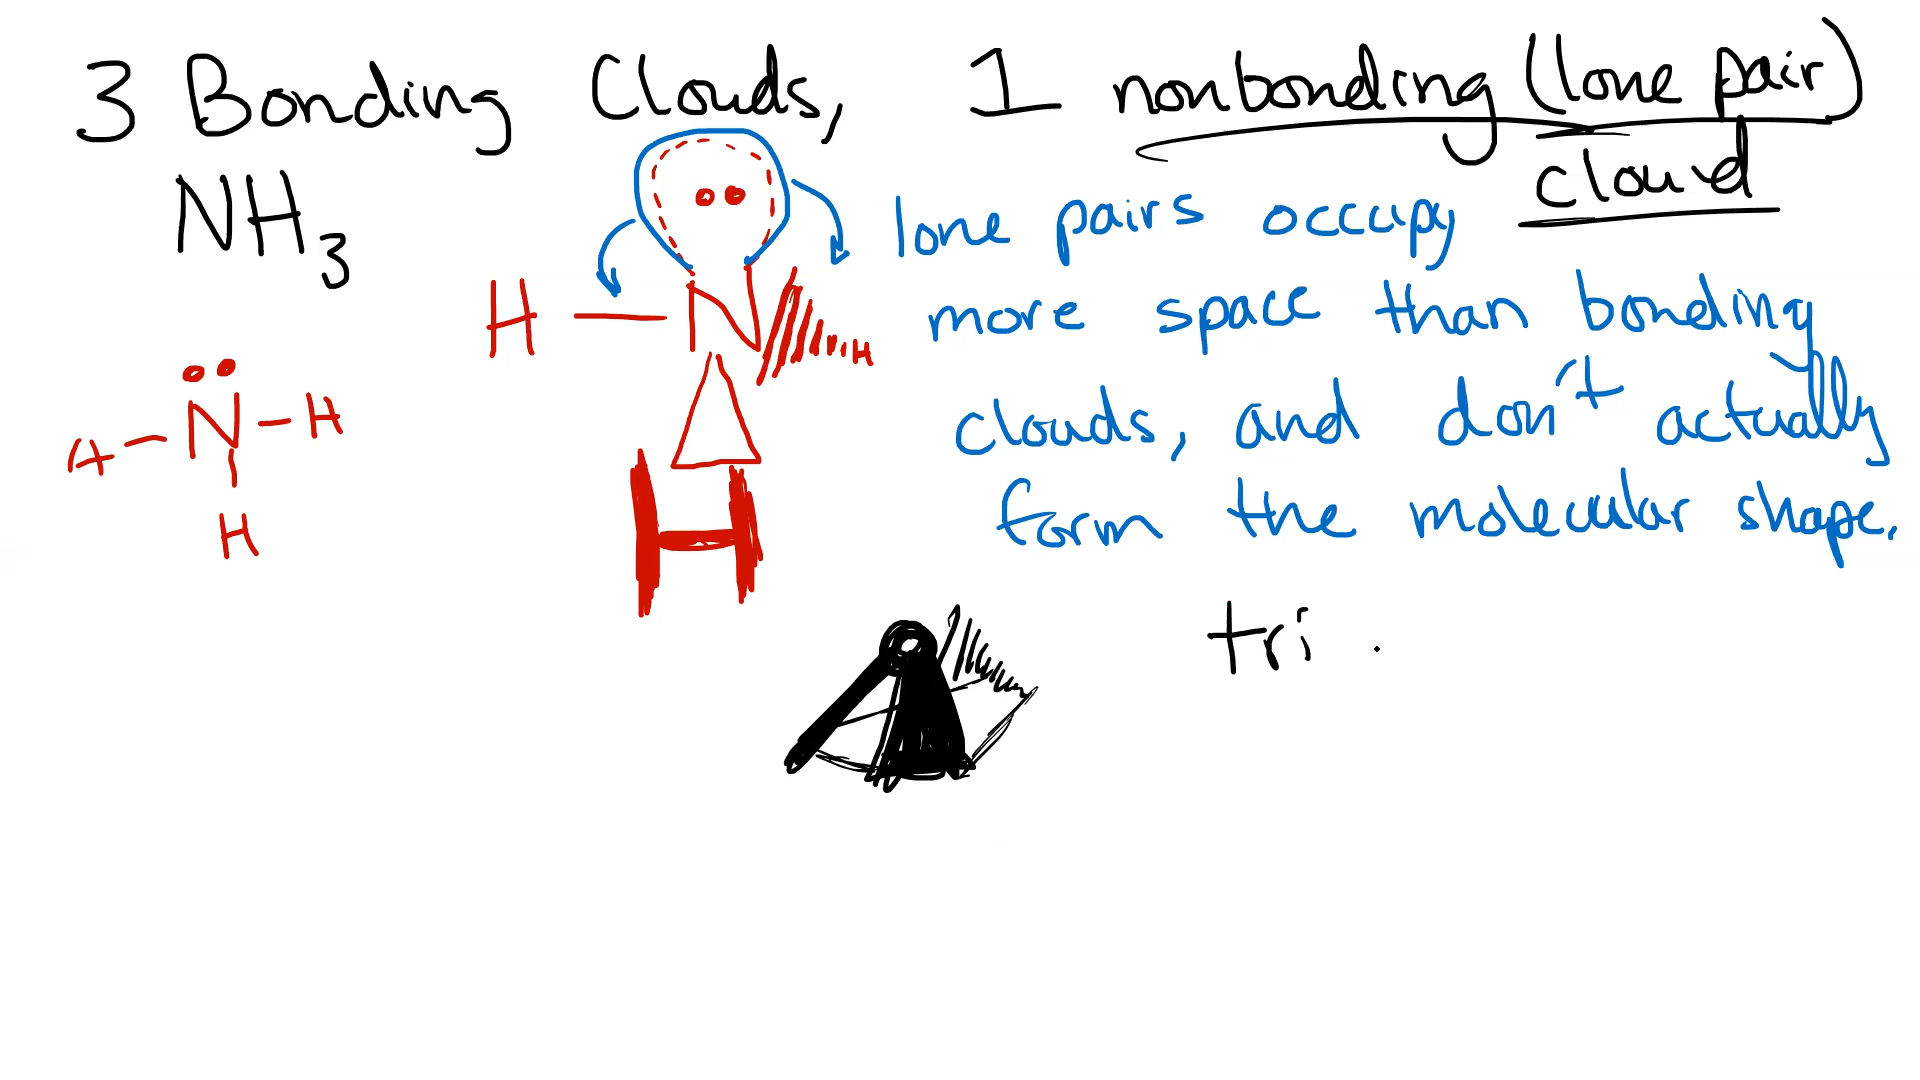 3 Bonding Clouds, 1 nonbonding (lone pair)
cloud
NH3
lone pairs occupy
more space than bonding
clouds, and don't actually
form the molecular shape.
H N H
H
H N H
H
tri